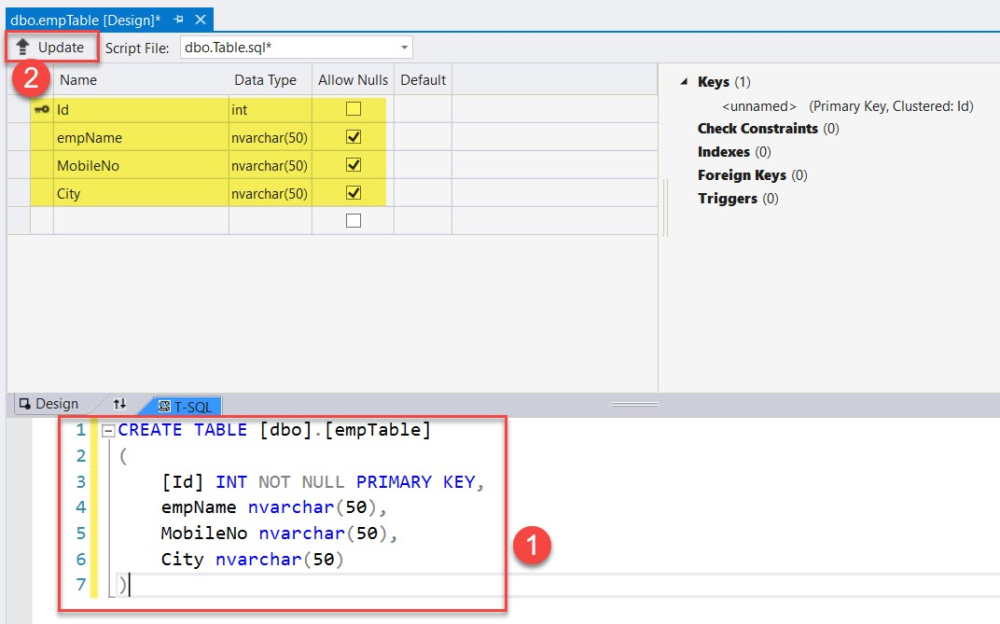 dbo.empTable [Design]*
Update Script File: dbo.Table.sql*
2
Name Data Type Allow Nulls Default
Id int
empName nvarchar(50)
MobileNo nvarchar(50)
City nvarchar(50)
Keys (1)
<unnamed> (Primary Key, Clustered: Id)
Check Constraints (0)
Indexes (0)
Foreign Keys (0)
Triggers (0)
Design T-SQL
1 CREATE TABLE [dbo].[empTable]
2 (
3 [Id] INT NOT NULL PRIMARY KEY,
4 empName nvarchar(50),
5 MobileNo nvarchar(50),
6 City nvarchar(50)
7 )
1